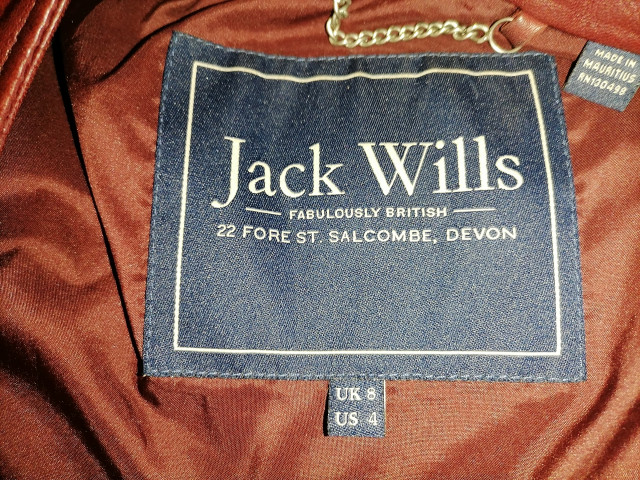 Jack Wills
FABULOUSLY BRITISH
22 FORE ST. SALCOMBE, DEVON
UK 8
US 4
MADE IN
MAURITIUS
RN130498